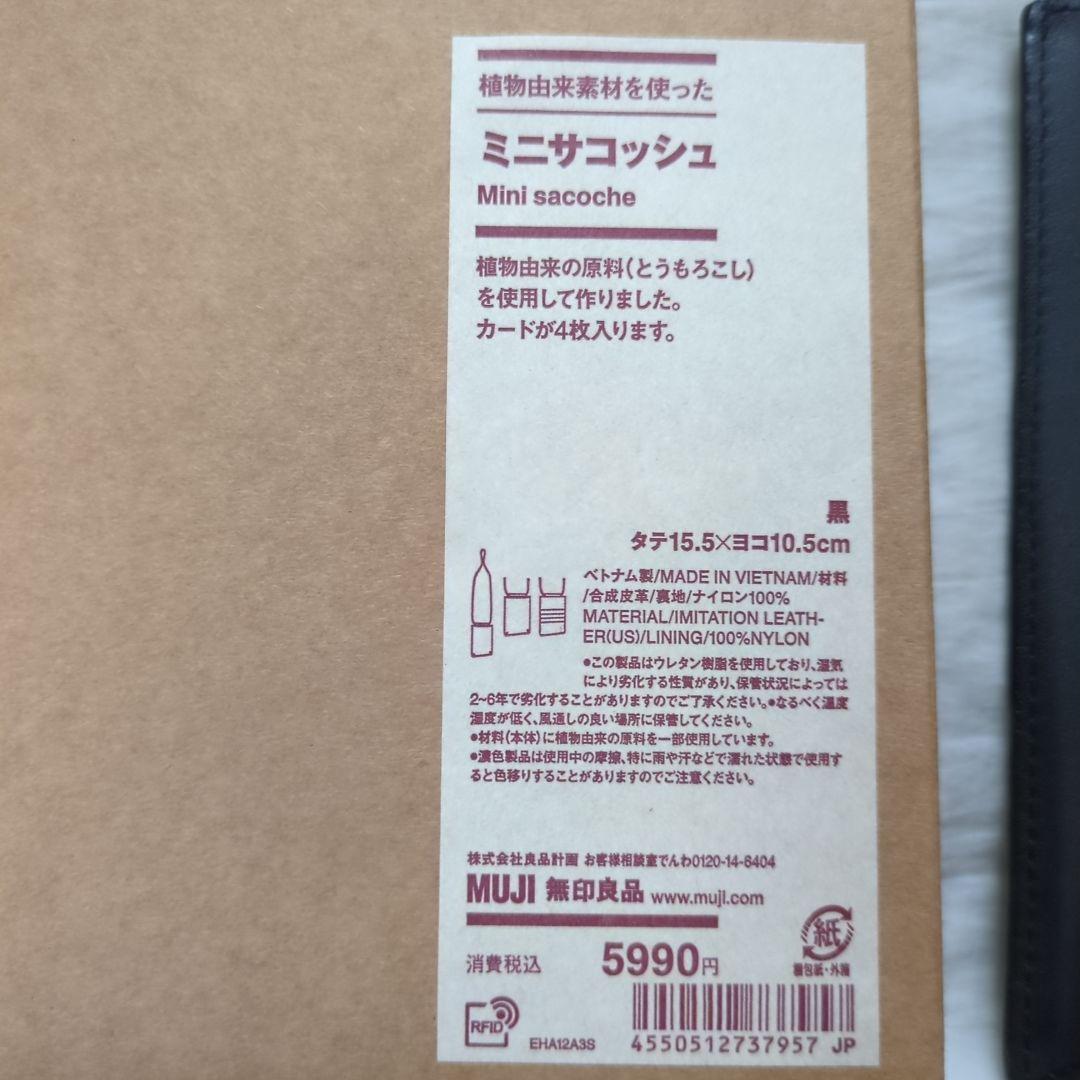 植物由来素材を使った
ミニサコッシュ
Mini sacoche
植物由来の原料(とうもろこし)
を使用して作りました。
カードが4枚入ります。
黒
タテ15.5×ヨコ10.5cm
ベトナム製/MADE IN VIETNAM/材料
/合成皮革/裏地/ナイロン100%
MATERIAL/IMITATION LEATH-
ER(US)/LINING/100%NYLON
●この製品はウレタン樹脂を使用しており、湿気
により劣化する性質があり、保管状況によっては
2~6年で劣化することがありますのでご了承ください。●なるべく温度
湿度が低く、風通しの良い場所に保管してください。
●材料(本体)に植物由来の原料を一部使用しています。
●濃色製品は使用中の摩擦、特に雨や汗などで濡れた状態で使用す
ると色移りすることがありますのでご注意ください。
株式会社良品計画 お客様相談室でんわ0120-14-6404
MUJI 無印良品 www.muji.com
紙
梱包紙・外箱
消費税込 5990円
RFID
EHA12A3S
4550512737957 JP